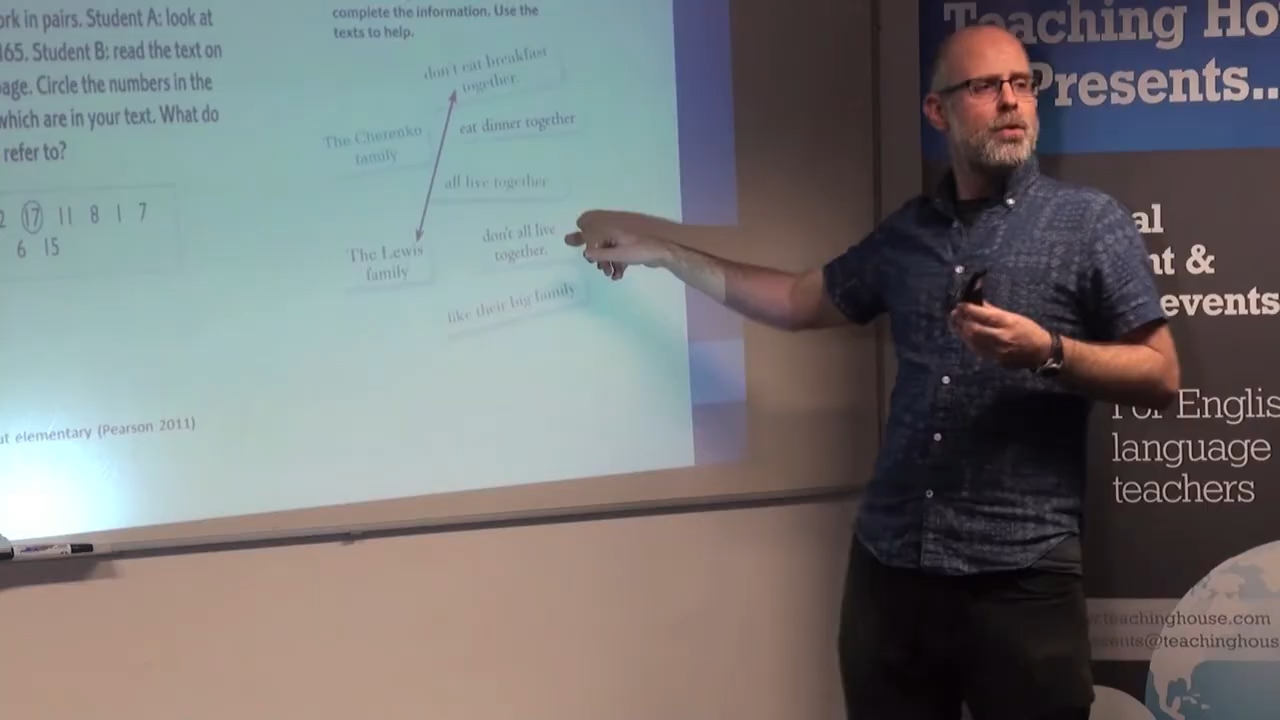 ork in pairs. Student A: look at
165. Student B: read the text on
page. Circle the numbers in the
which are in your text. What do
refer to?
2 17 11 8 1 7
6 15
ut elementary (Pearson 2011)
complete the information. Use the
texts to help.
don't eat breakfast
together.
The Cherenko
family
eat dinner together
all live together
The Lewis
family
don't all live
together.
like their big family
Teaching Ho
Presents..
al
nt &
events
For Englis
language
teachers
w.teachinghouse.com
sents@teachinghous